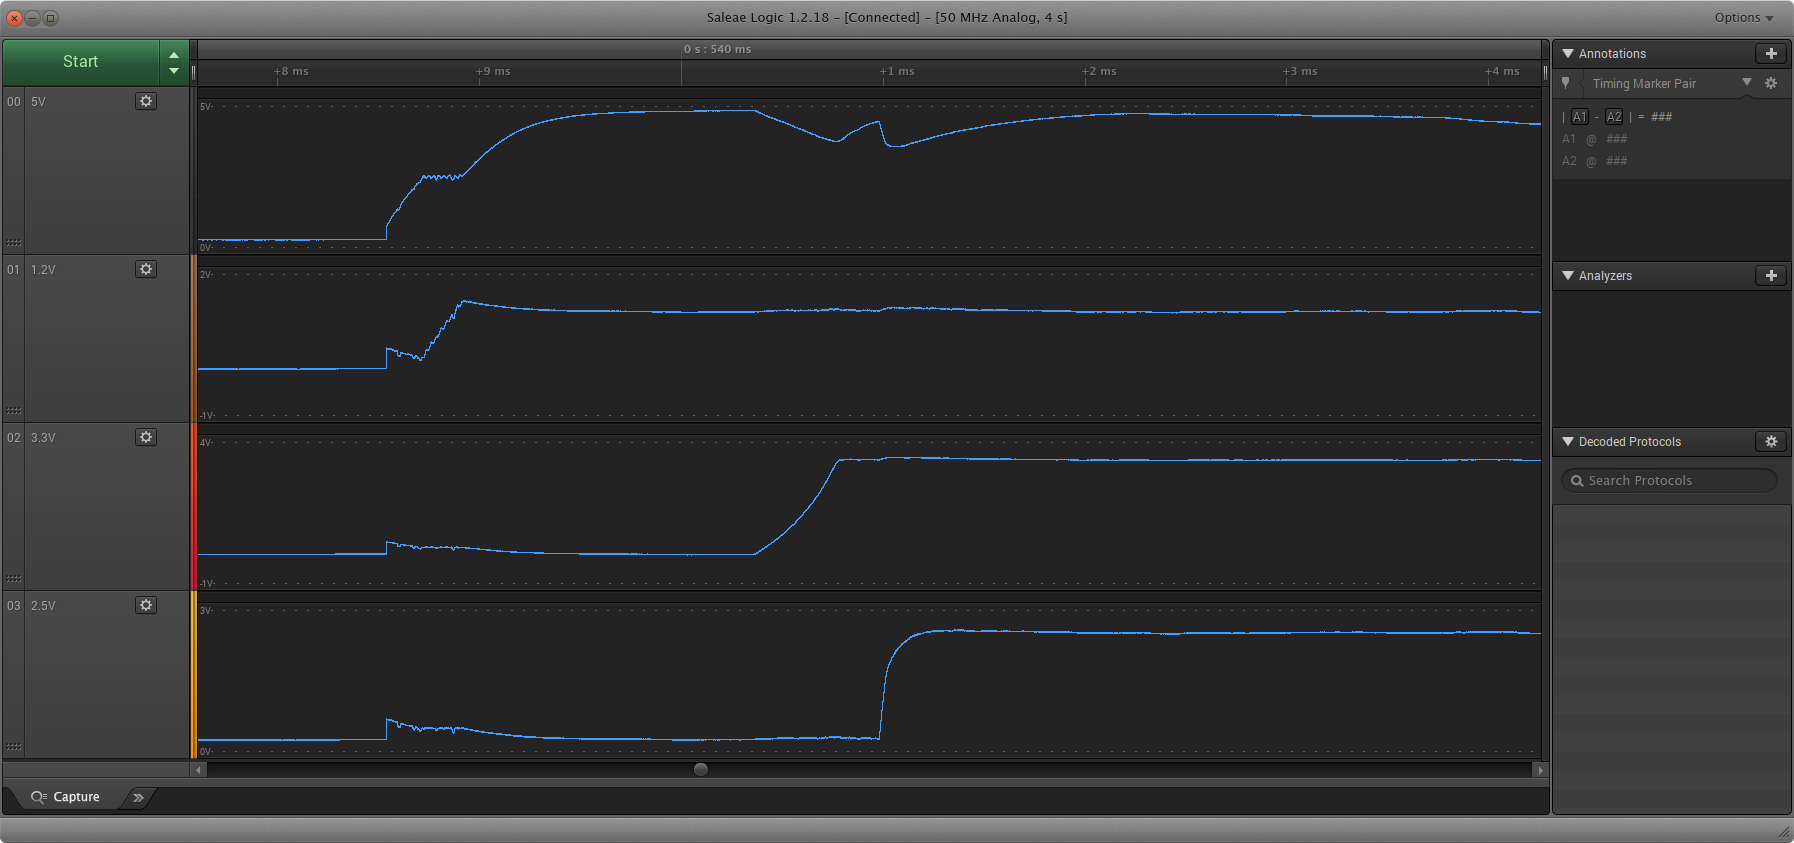 Saleae Logic 1.2.18 - [Connected] - [50 MHz Analog, 4 s]
Options
Start
0 s : 540 ms
+8 ms
+9 ms
+1 ms
+2 ms
+3 ms
+4 ms
00 5V
5V
0V
01 1.2V
2V
-1V
02 3.3V
4V
-1V
03 2.5V
3V
0V
Capture
Annotations
Timing Marker Pair
| A1 - A2 | = ###
A1 @ ###
A2 @ ###
Analyzers
Decoded Protocols
Search Protocols